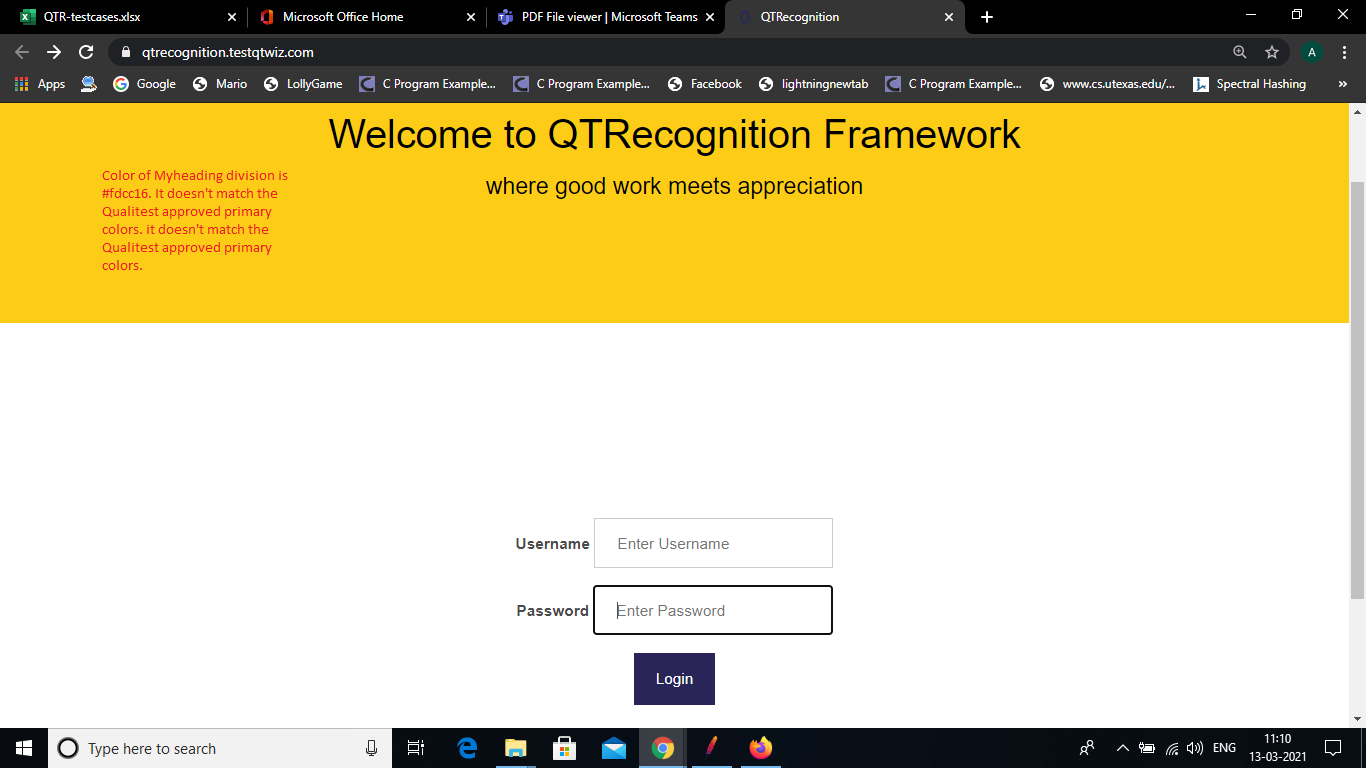 QTR-testcases.xlsx
Microsoft Office Home
PDF File viewer | Microsoft Teams
QTRecognition
qtrecognition.testqtwiz.com
A
Apps
Google
Mario
LollyGame
C Program Example...
C Program Example...
Facebook
lightningnewtab
C Program Example...
www.cs.utexas.edu/...
Spectral Hashing
»
Welcome to QTRecognition Framework
where good work meets appreciation
Color of Myheading division is
#fdcc16. It doesn't match the
Qualitest approved primary
colors. it doesn't match the
Qualitest approved primary
colors.
Username
Enter Username
Password
Enter Password
Login
Type here to search
ENG
11:10
13-03-2021